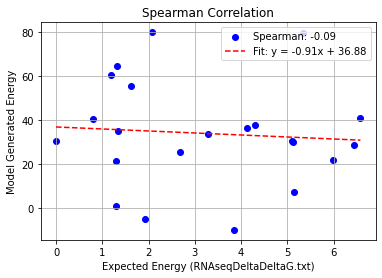 Spearman Correlation
Spearman: -0.09
Fit: y = -0.91x + 36.88
Model Generated Energy
80
60
40
20
0
0 1 2 3 4 5 6
Expected Energy (RNAseqDeltaDeltaG.txt)